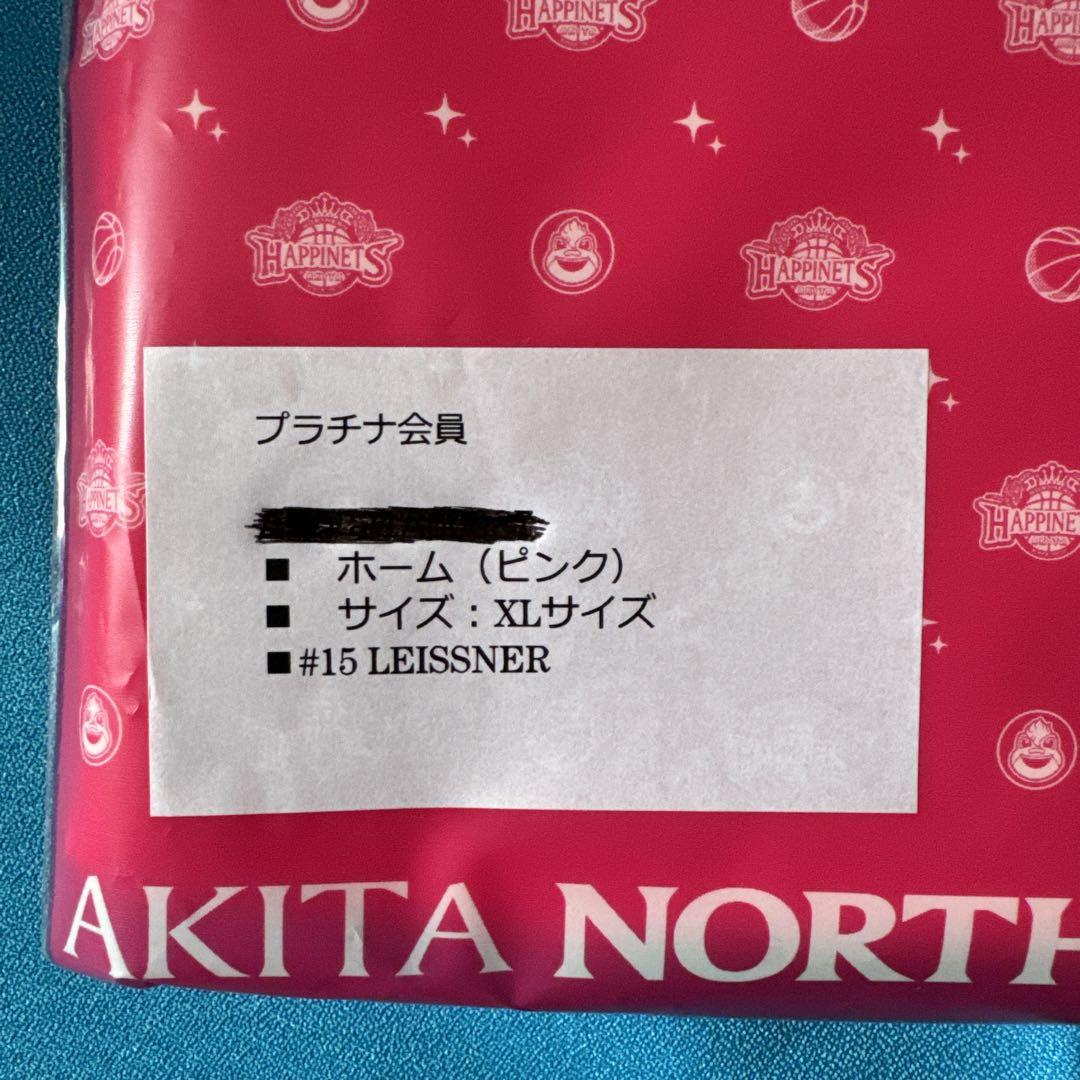 HAPPINETS
HAPPINETS
HAPPINETS
HAPPINETS
プラチナ会員
■ ホーム（ピンク）
■ サイズ：XLサイズ
■#15 LEISSNER
AKITA NORTH